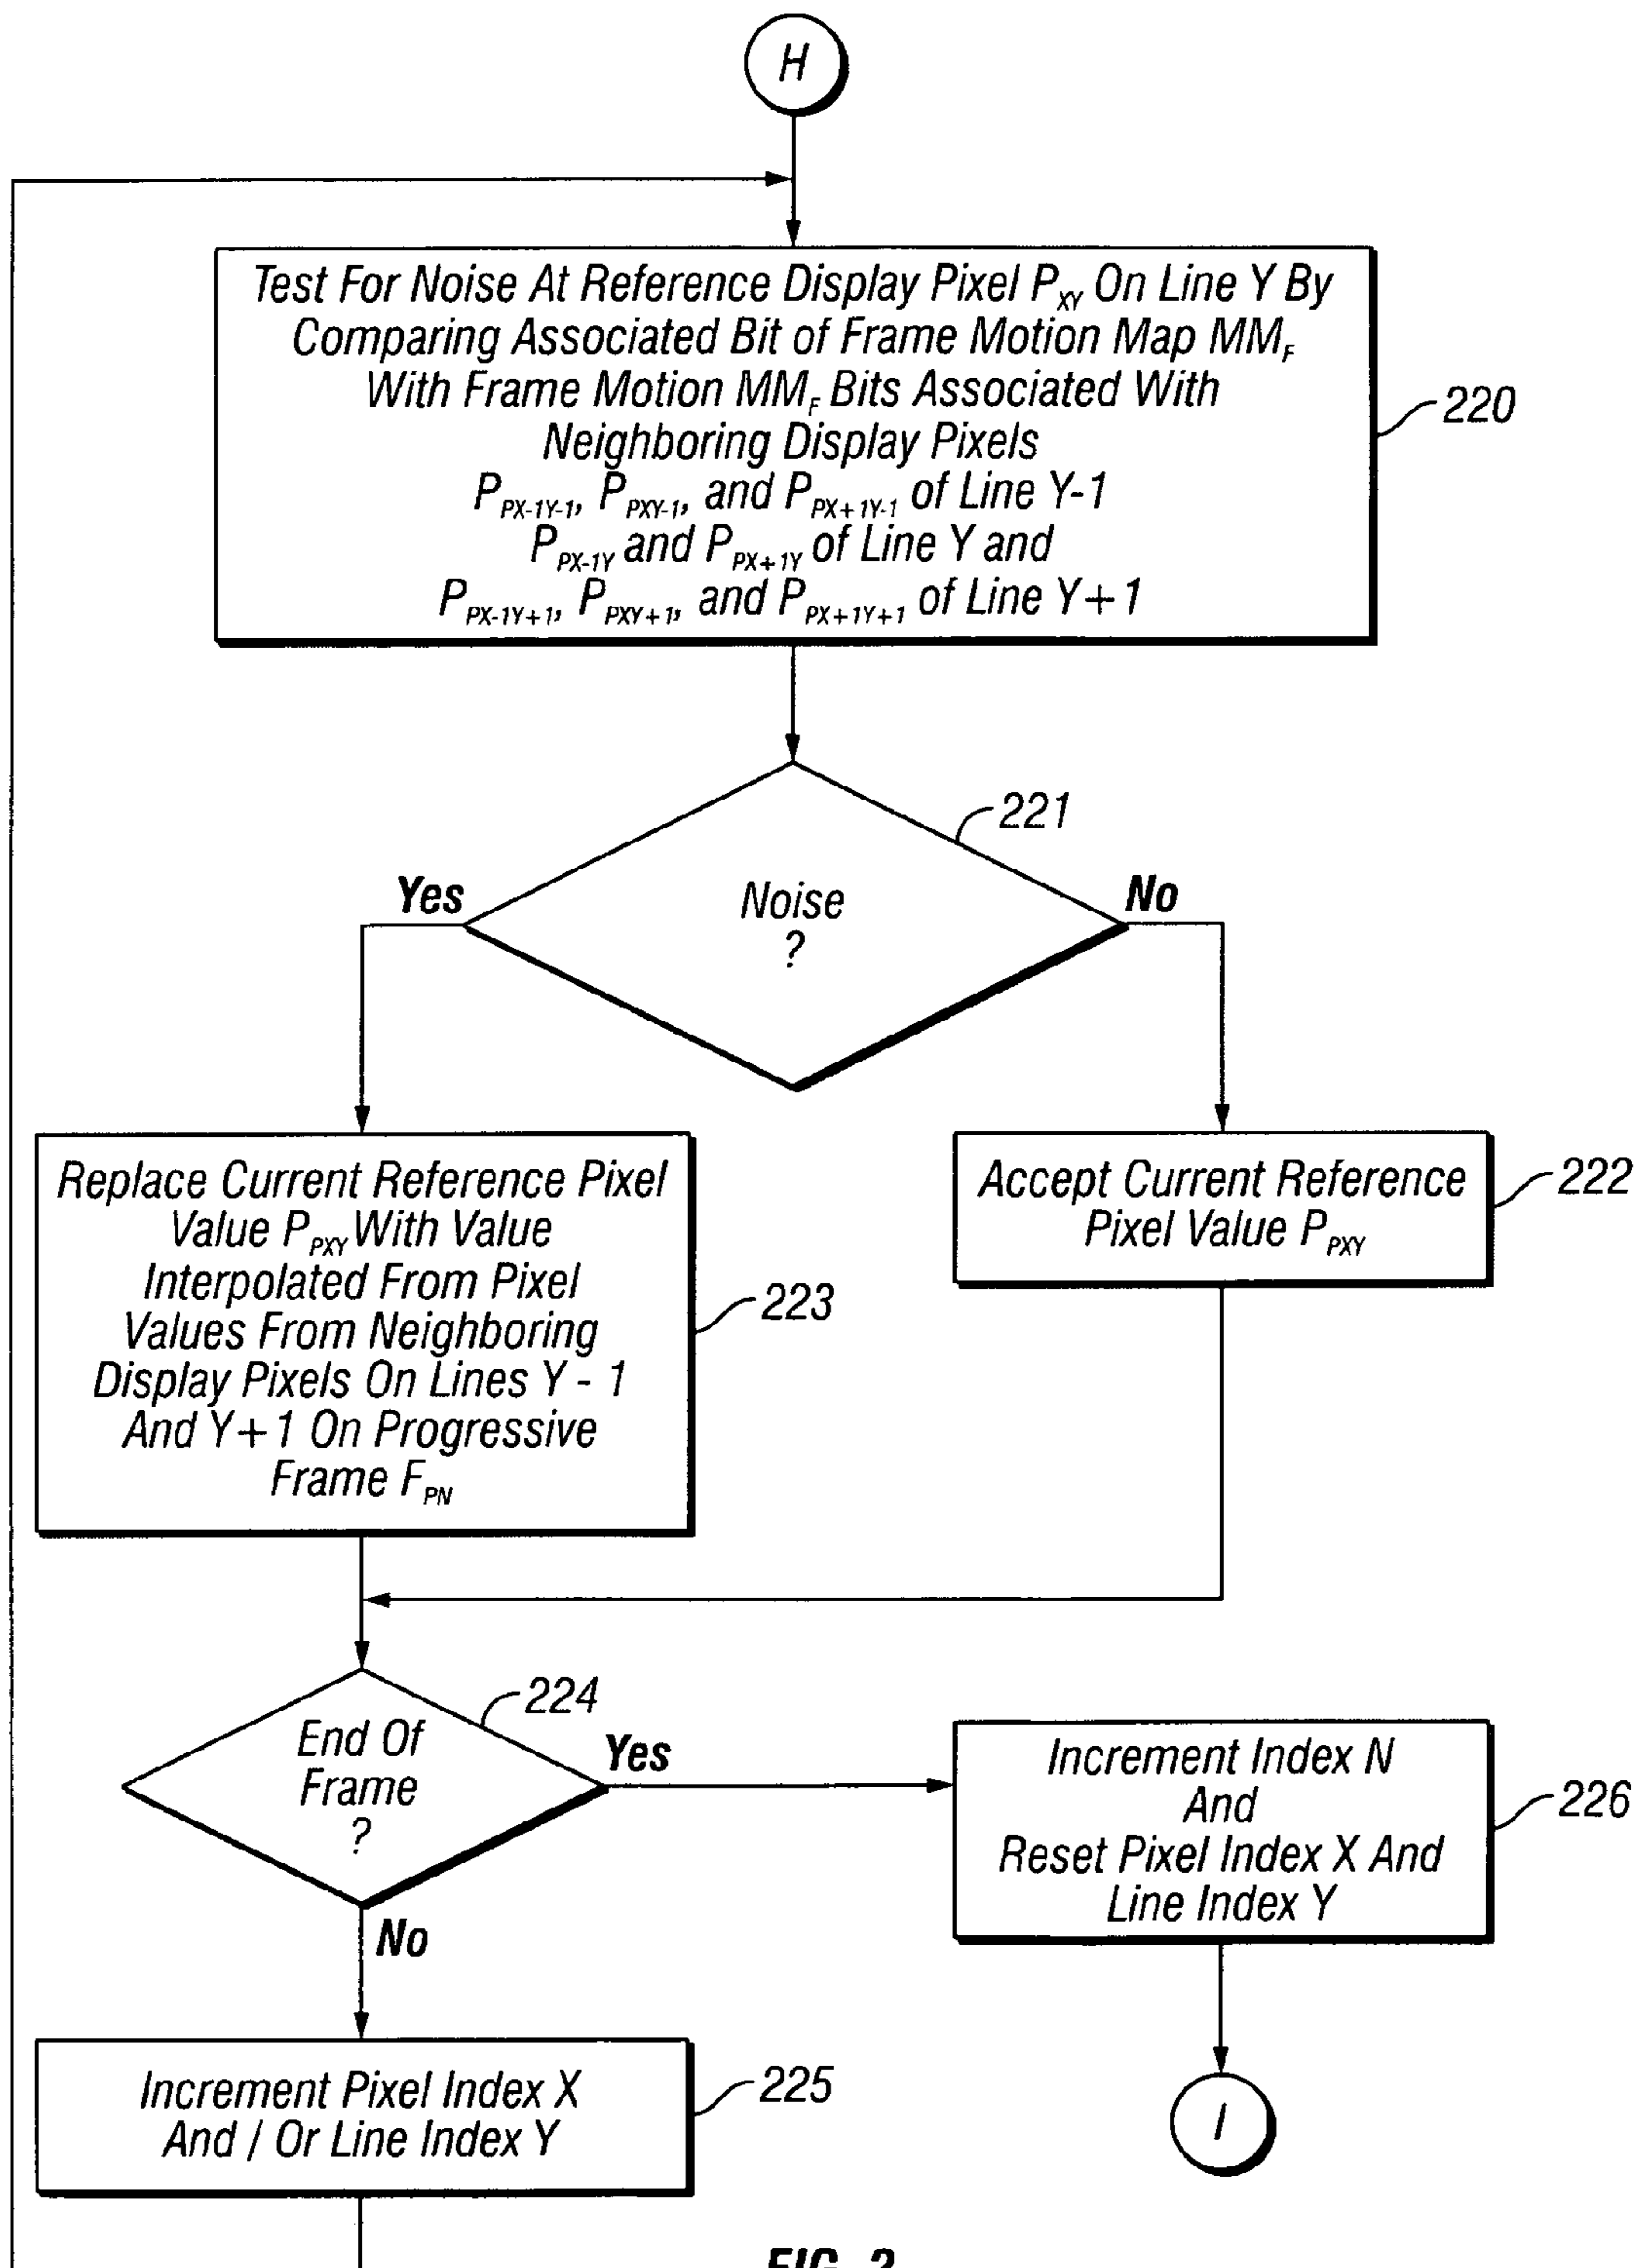 H
Test For Noise At Reference Display Pixel P_XY On Line Y By
Comparing Associated Bit of Frame Motion Map MM_F
With Frame Motion MM_F Bits Associated With
Neighboring Display Pixels
P_PX-1Y-1, P_PXY-1, and P_PX+1Y-1 of Line Y-1
P_PX-1Y and P_PX+1Y of Line Y and
P_PX-1Y+1, P_PXY+1, and P_PX+1Y+1 of Line Y+1
220
221
Yes
Noise
?
No
Replace Current Reference Pixel
Value P_PXY With Value
Interpolated From Pixel
Values From Neighboring
Display Pixels On Lines Y - 1
And Y+1 On Progressive
Frame F_PN
223
Accept Current Reference
Pixel Value P_PXY
222
End Of
Frame
?
224
Yes
No
Increment Index N
And
Reset Pixel Index X And
Line Index Y
226
Increment Pixel Index X
And / Or Line Index Y
225
I